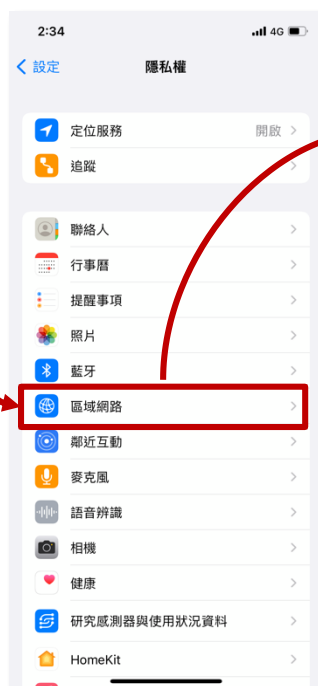 2:34 4G
設定 隱私權
定位服務 開啟
追蹤
聯絡人
行事曆
提醒事項
照片
藍牙
區域網路
鄰近互動
麥克風
語音辨識
相機
健康
研究感測器與使用狀況資料
HomeKit